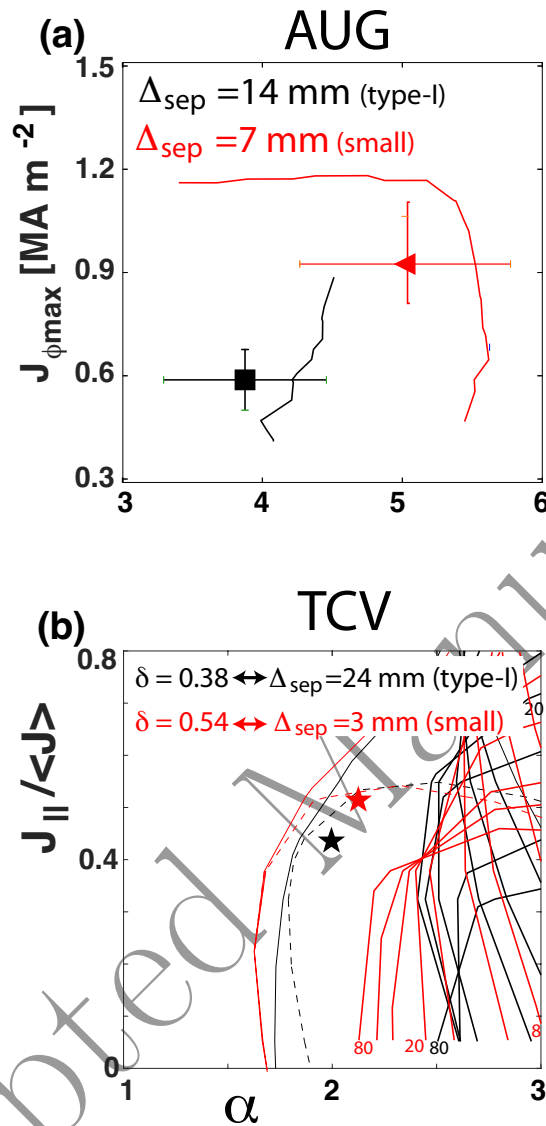 (a) AUG
Δsep =14 mm (type-I)
Δsep =7 mm (small)
Jϕmax [MA m -2]
1.5
1.2
0.9
0.6
0.3
3 4 5 6
(b) TCV
δ = 0.38 ↔ Δsep =24 mm (type-I)
δ = 0.54 ↔ Δsep =3 mm (small)
J|| /<J>
0.8
0.4
0
20
80 20 80 8
1 2 3
α